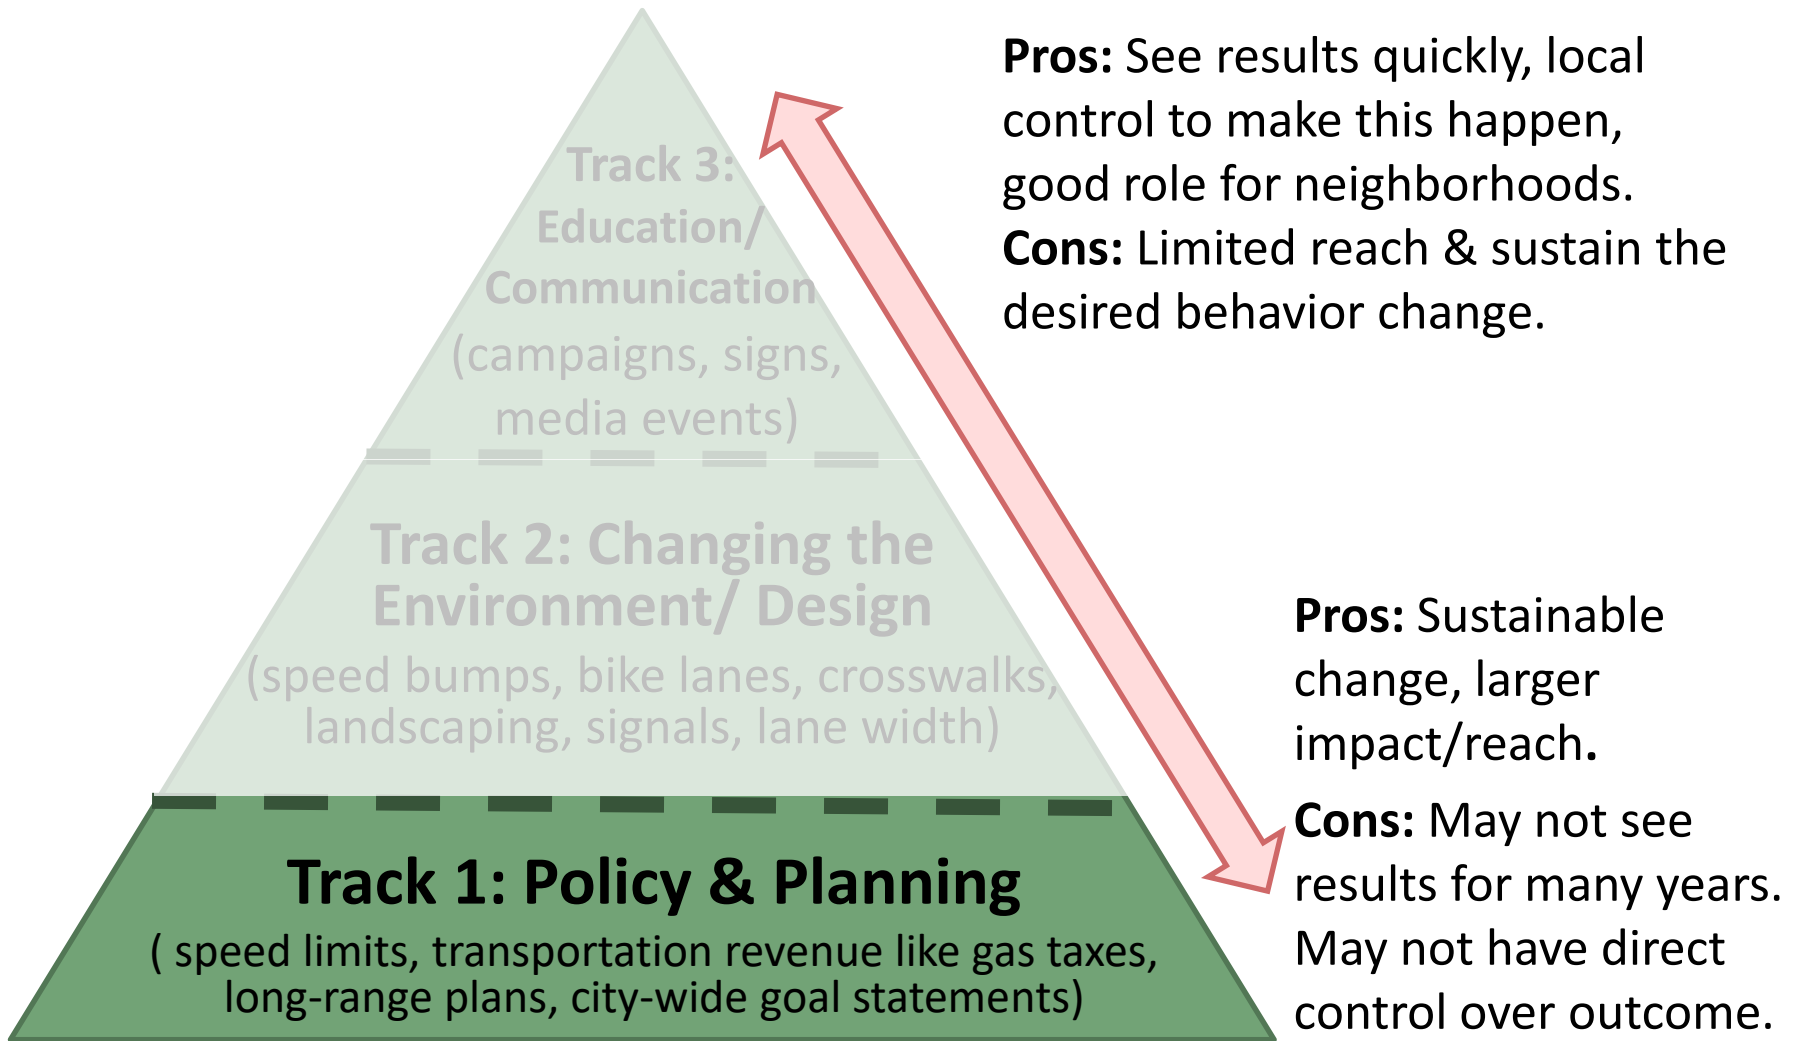 Track 3:
Education/
Communication
(campaigns, signs,
media events)
Track 2: Changing the
Environment/ Design
(speed bumps, bike lanes, crosswalks,
landscaping, signals, lane width)
Track 1: Policy & Planning
( speed limits, transportation revenue like gas taxes,
long-range plans, city-wide goal statements)
Pros: See results quickly, local
control to make this happen,
good role for neighborhoods.
Cons: Limited reach & sustain the
desired behavior change.
Pros: Sustainable
change, larger
impact/reach.
Cons: May not see
results for many years.
May not have direct
control over outcome.